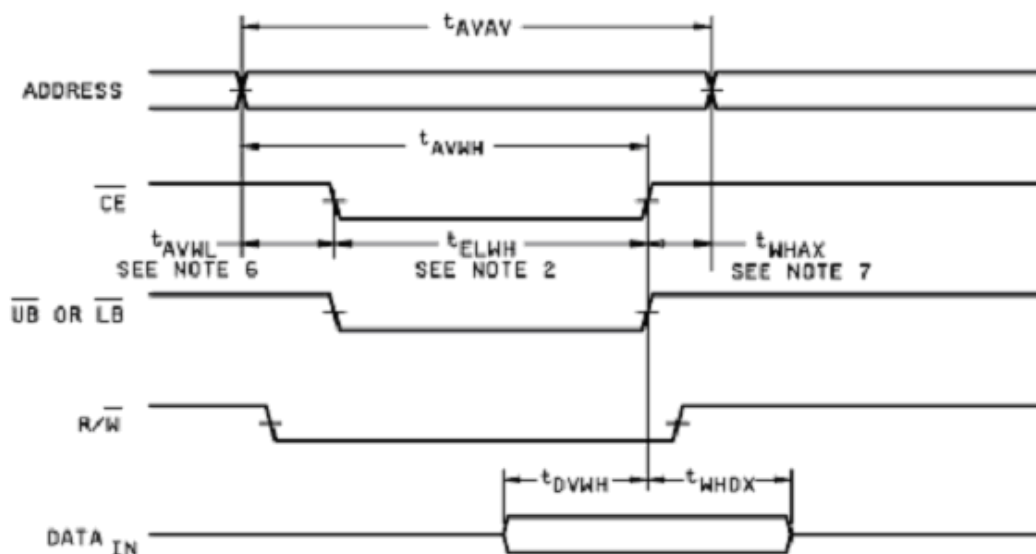 tAVAV
ADDRESS
tAVWH
CE
tAVWL tELWH tWHAX
SEE NOTE 6 SEE NOTE 2 SEE NOTE 7
UB OR LB
R/W
tDVWH tWHDX
DATA IN